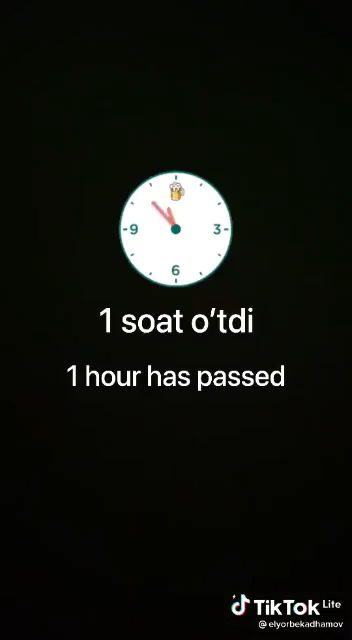 9
3
6
1 soat o'tdi
1 hour has passed
TikTok Lite
@elyorbekadhamov